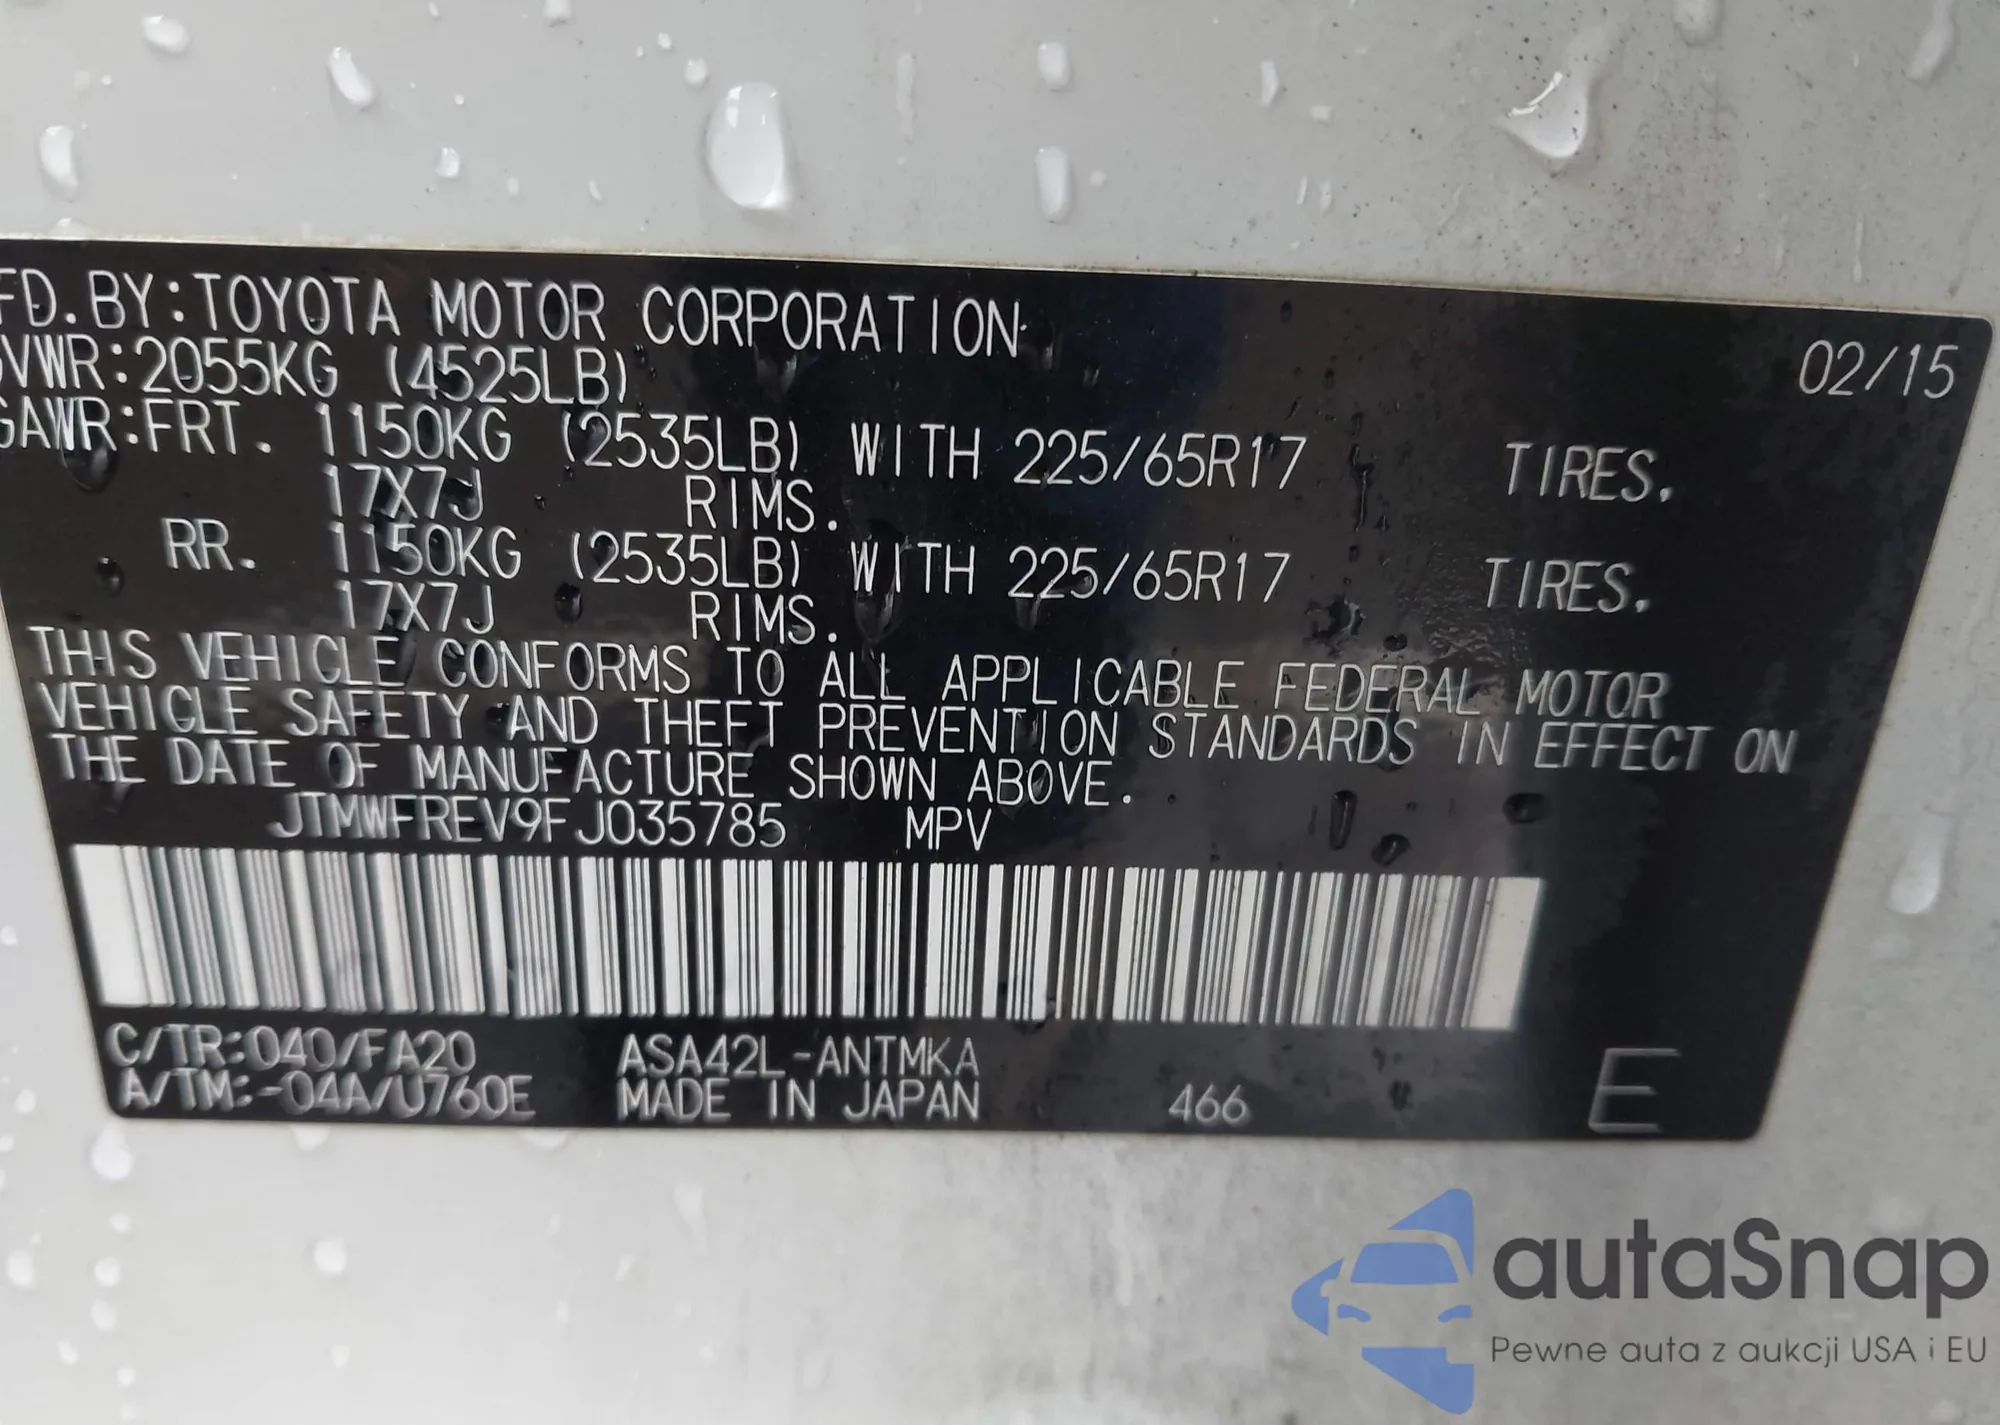 FD. BY: TOYOTA MOTOR CORPORATION 02/15
GVWR: 2055KG (4525LB)
GAWR: FRT. 1150KG (2535LB) WITH 225/65R17 TIRES.
17X7J RIMS.
RR. 1150KG (2535LB) WITH 225/65R17 TIRES.
17X7J RIMS.
THIS VEHICLE CONFORMS TO ALL APPLICABLE FEDERAL MOTOR
VEHICLE SAFETY AND THEFT PREVENTION STANDARDS IN EFFECT ON
THE DATE OF MANUFACTURE SHOWN ABOVE.
JTMWFREV9FJ035785 MPV
C/TR: 040/FA20 ASA42L-ANTMKA
A/TM: -04A/U760E MADE IN JAPAN 466 E
autaSnap
Pewne auta z aukcji USA i EU